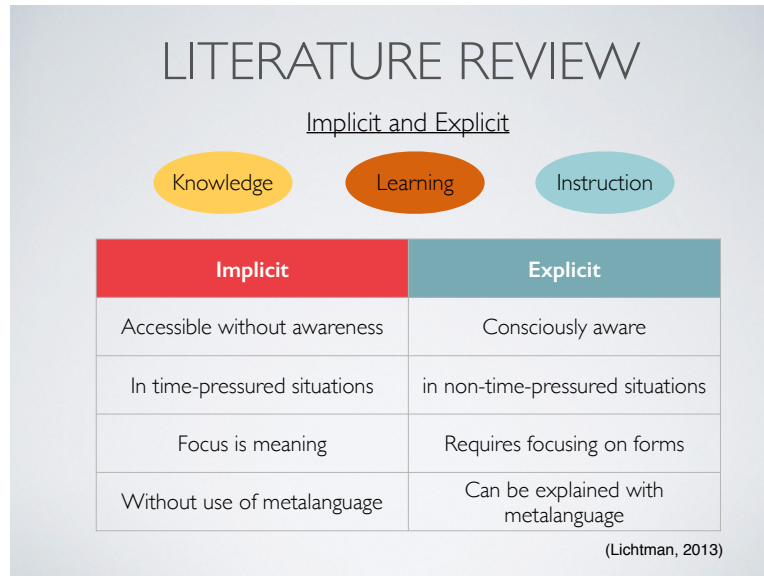 LITERATURE REVIEW
Implicit and Explicit
Knowledge
Learning
Instruction
Implicit
Explicit
Accessible without awareness
Consciously aware
In time-pressured situations
in non-time-pressured situations
Focus is meaning
Requires focusing on forms
Without use of metalanguage
Can be explained with
metalanguage
(Lichtman, 2013)